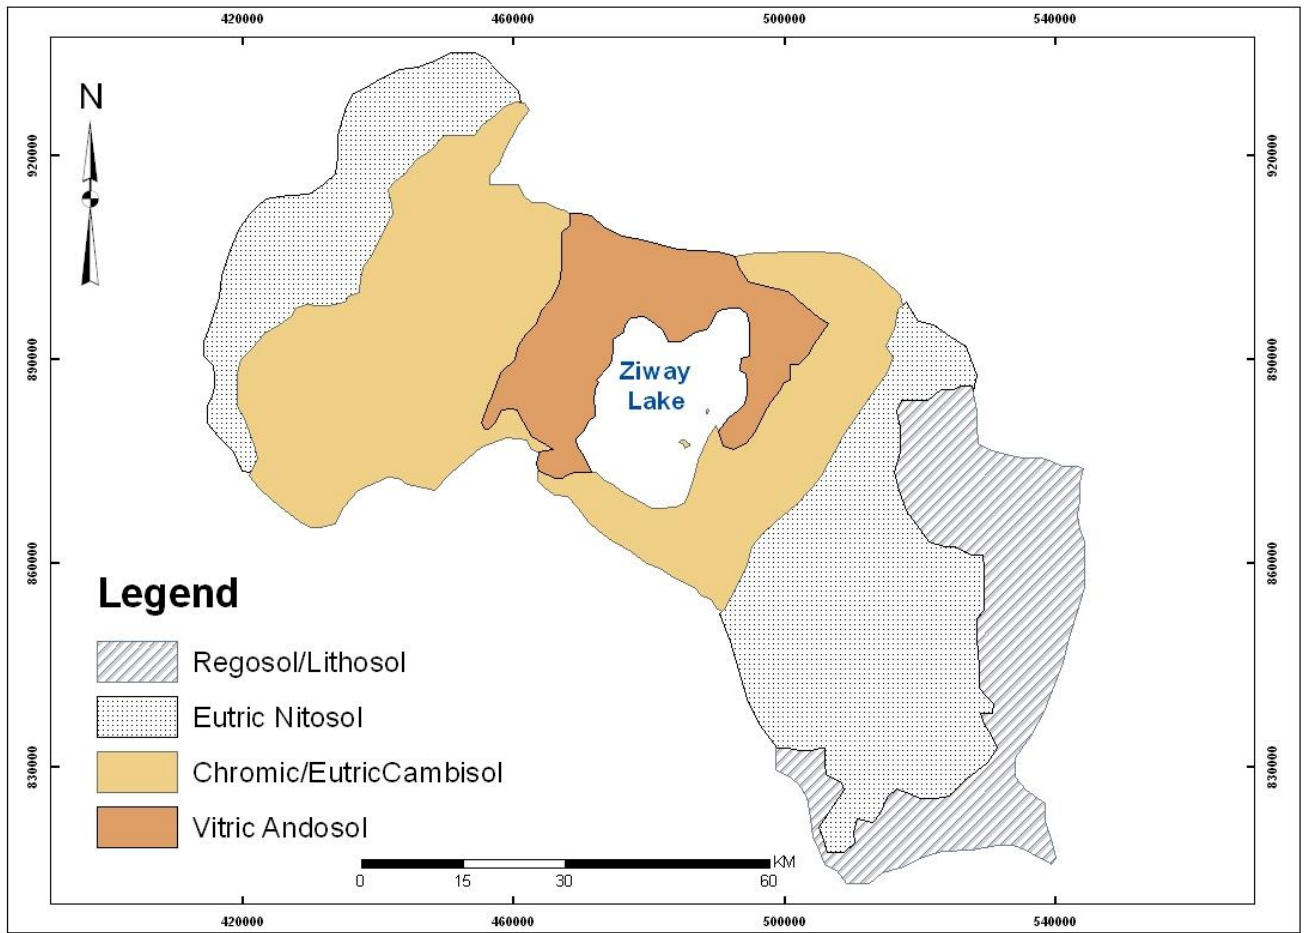 420000 460000 500000 540000
N
920000 920000
Ziway
Lake
890000 890000
860000 860000
Legend
Regosol/Lithosol
Eutric Nitosol
Chromic/EutricCambisol
830000 830000
Vitric Andosol
KM
0 15 30 60
420000 460000 500000 540000